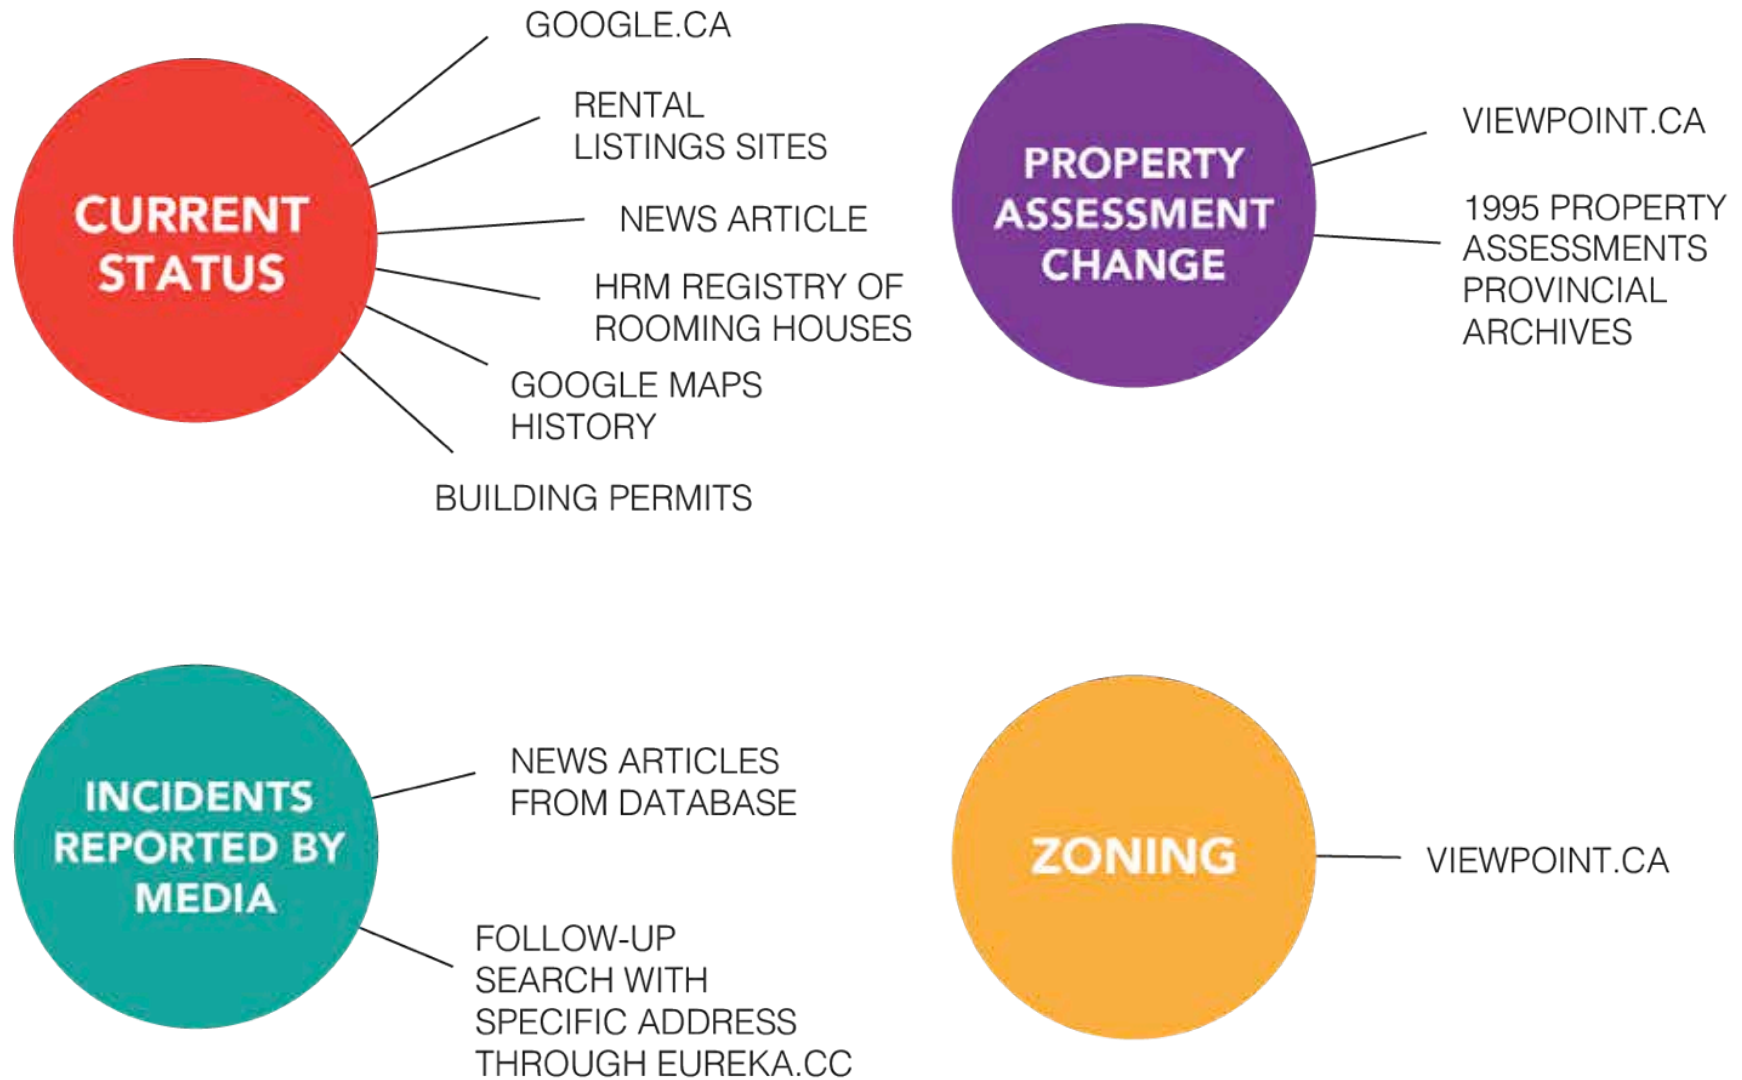 CURRENT
STATUS
GOOGLE.CA
RENTAL
LISTINGS SITES
NEWS ARTICLE
HRM REGISTRY OF
ROOMING HOUSES
GOOGLE MAPS
HISTORY
BUILDING PERMITS
PROPERTY
ASSESSMENT
CHANGE
VIEWPOINT.CA
1995 PROPERTY
ASSESSMENTS
PROVINCIAL
ARCHIVES
INCIDENTS
REPORTED BY
MEDIA
NEWS ARTICLES
FROM DATABASE
FOLLOW-UP
SEARCH WITH
SPECIFIC ADDRESS
THROUGH EUREKA.CC
ZONING
VIEWPOINT.CA